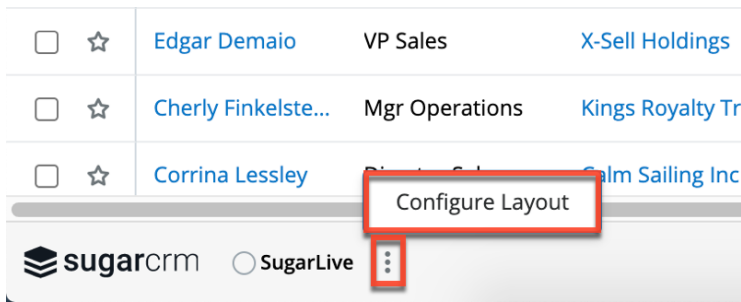 Edgar Demaio VP Sales X-Sell Holdings
Cherly Finkelste... Mgr Operations Kings Royalty Tr
Corrina Lessley Calm Sailing Inc
Configure Layout
sugarcrm SugarLive